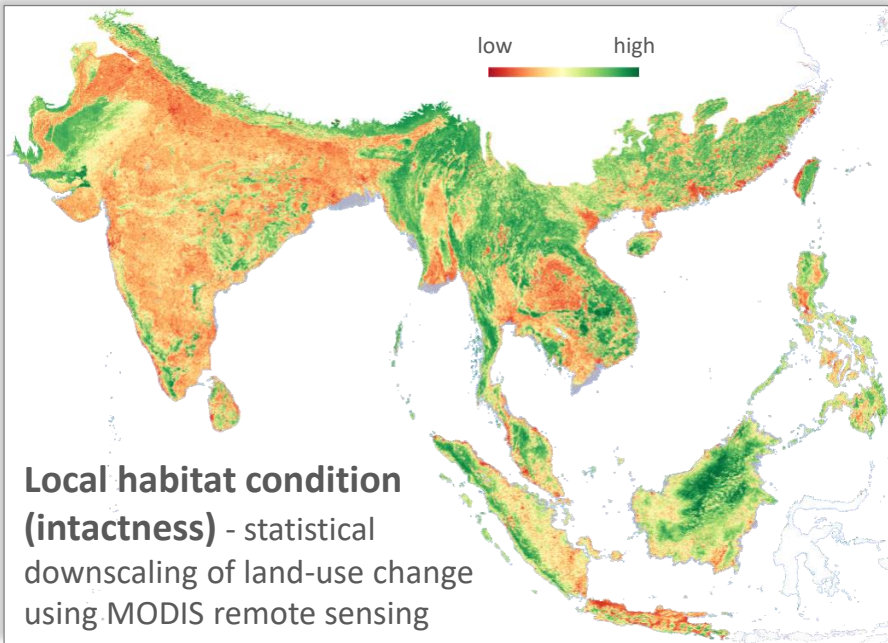 low high
Local habitat condition
(intactness) - statistical
downscaling of land-use change
using MODIS remote sensing